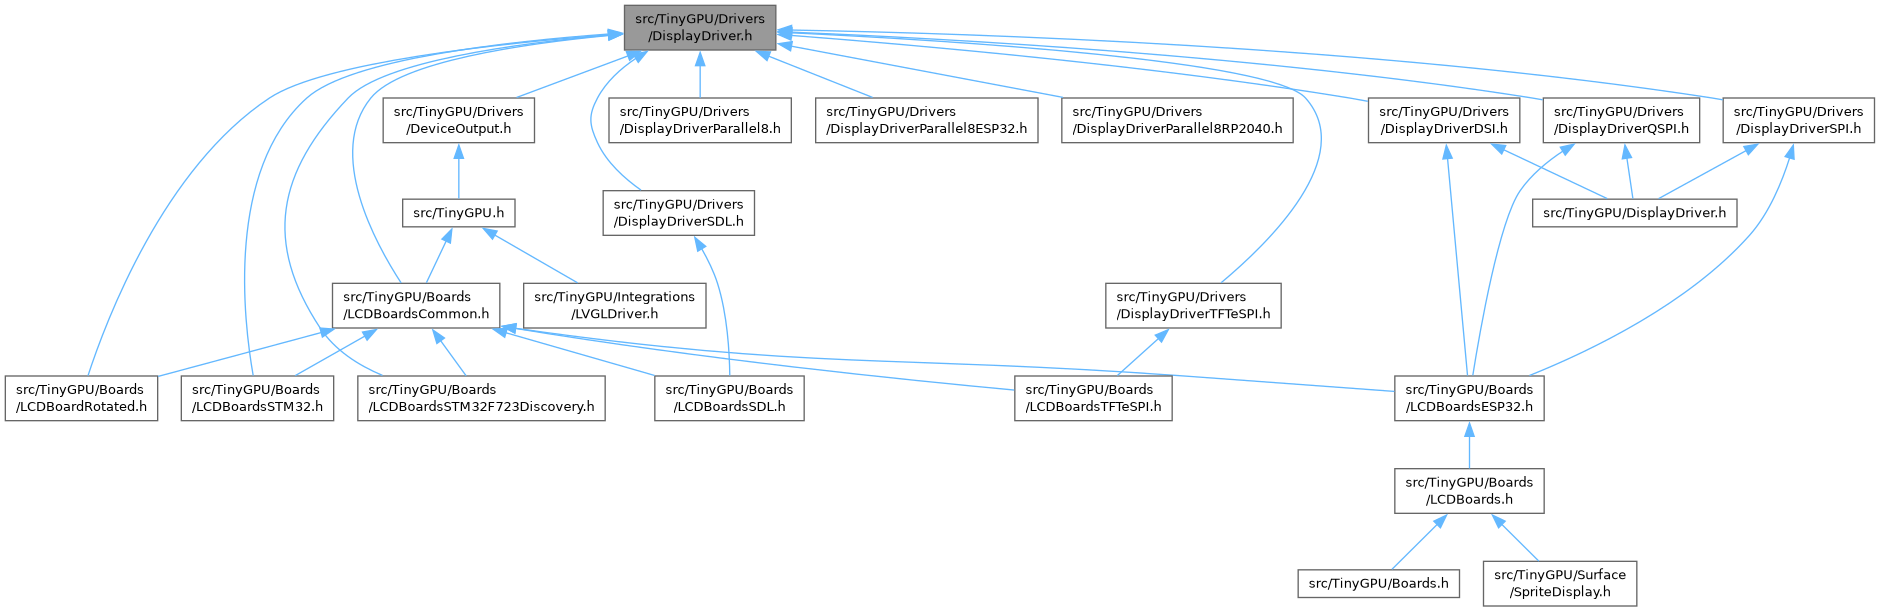 src/TinyGPU/Drivers
/DisplayDriver.h
src/TinyGPU/Drivers
/DeviceOutput.h
src/TinyGPU/Drivers
/DisplayDriverParallel8.h
src/TinyGPU/Drivers
/DisplayDriverParallel8ESP32.h
src/TinyGPU/Drivers
/DisplayDriverParallel8RP2040.h
src/TinyGPU/Drivers
/DisplayDriverDSI.h
src/TinyGPU/Drivers
/DisplayDriverQSPI.h
src/TinyGPU/Drivers
/DisplayDriverSPI.h
src/TinyGPU.h
src/TinyGPU/Drivers
/DisplayDriverSDL.h
src/TinyGPU/DisplayDriver.h
src/TinyGPU/Boards
/LCDBoardsCommon.h
src/TinyGPU/Integrations
/LVGLDriver.h
src/TinyGPU/Drivers
/DisplayDriverTFTeSPI.h
src/TinyGPU/Boards
/LCDBoardRotated.h
src/TinyGPU/Boards
/LCDBoardsSTM32.h
src/TinyGPU/Boards
/LCDBoardsSTM32F723Discovery.h
src/TinyGPU/Boards
/LCDBoardsSDL.h
src/TinyGPU/Boards
/LCDBoardsTFTeSPI.h
src/TinyGPU/Boards
/LCDBoardsESP32.h
src/TinyGPU/Boards
/LCDBoards.h
src/TinyGPU/Boards.h
src/TinyGPU/Surface
/SpriteDisplay.h